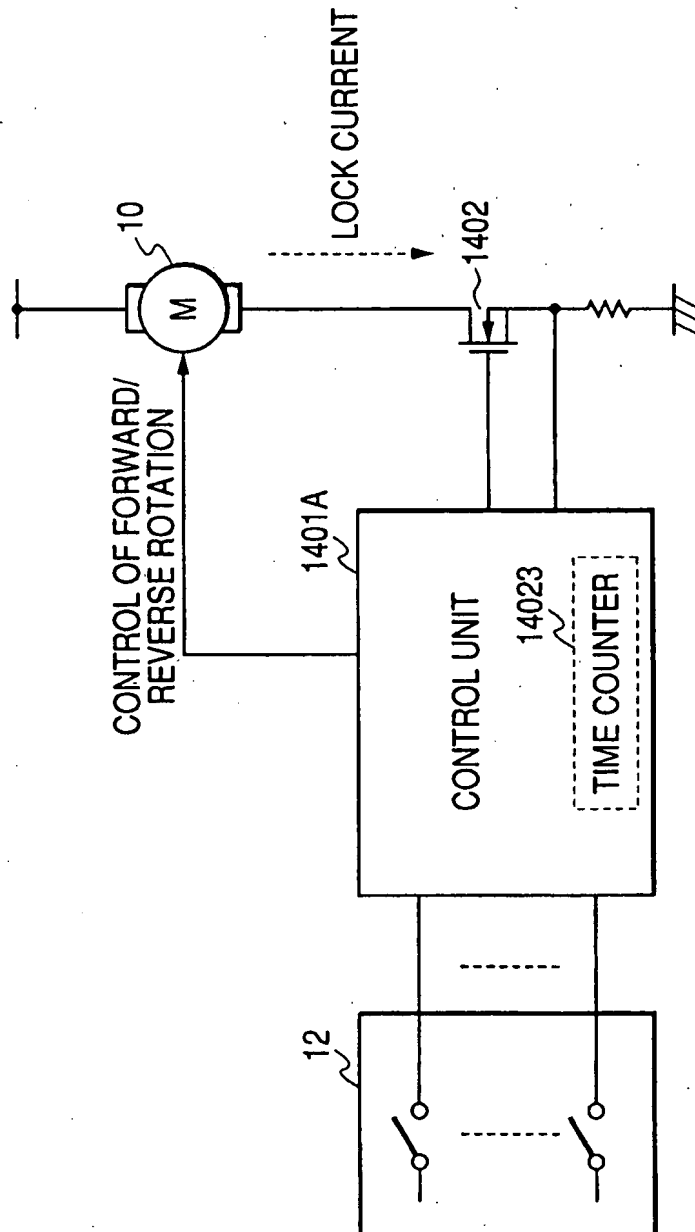 CONTROL OF FORWARD/
REVERSE ROTATION
10
M
LOCK CURRENT
1402
1401A
CONTROL UNIT
14023
TIME COUNTER
12